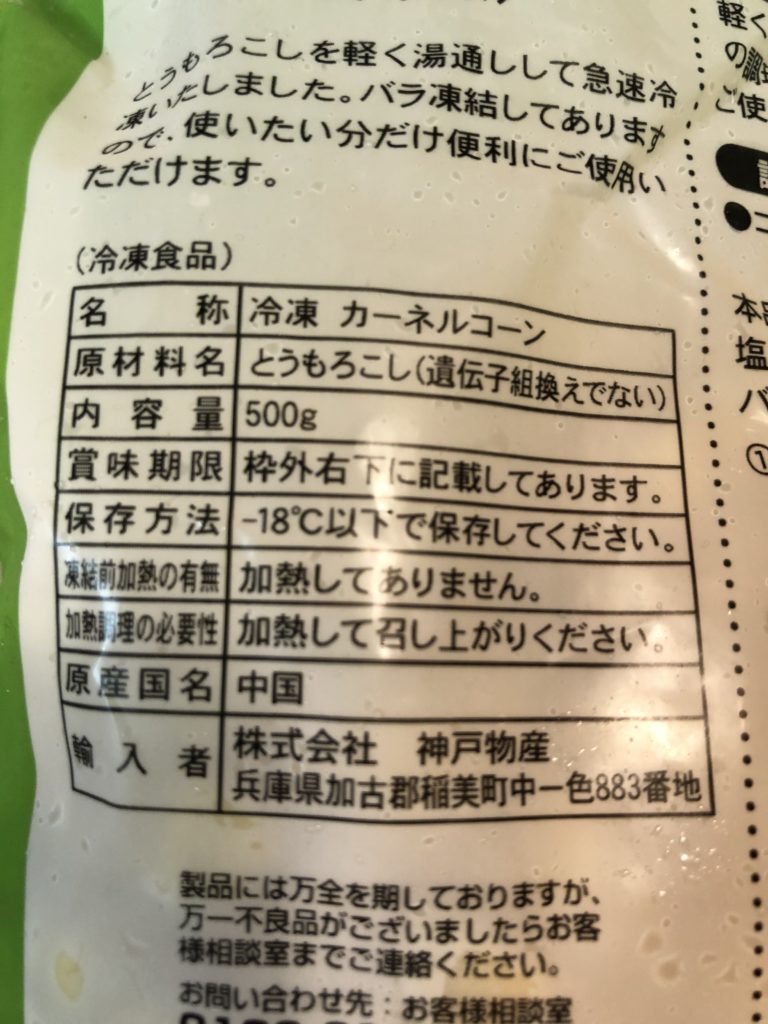 とうもろこしを軽く湯通しして急速冷
凍いたしました。バラ凍結してあります
ので、使いたい分だけ便利にご使用い
ただけます。
(冷凍食品)
名称 冷凍 カーネルコーン
原材料名 とうもろこし(遺伝子組換えでない)
内容量 500g
賞味期限 枠外右下に記載してあります。
保存方法 -18℃以下で保存してください。
凍結前加熱の有無 加熱してありません。
加熱調理の必要性 加熱して召し上がりください。
原産国名 中国
輸入者 株式会社 神戸物産
兵庫県加古郡稲美町中一色883番地
製品には万全を期しておりますが、
万一不良品がございましたらお客
様相談室までご連絡ください。
お問い合わせ先:お客様相談室
軽く
の調
ご使
本
塩
バ
①